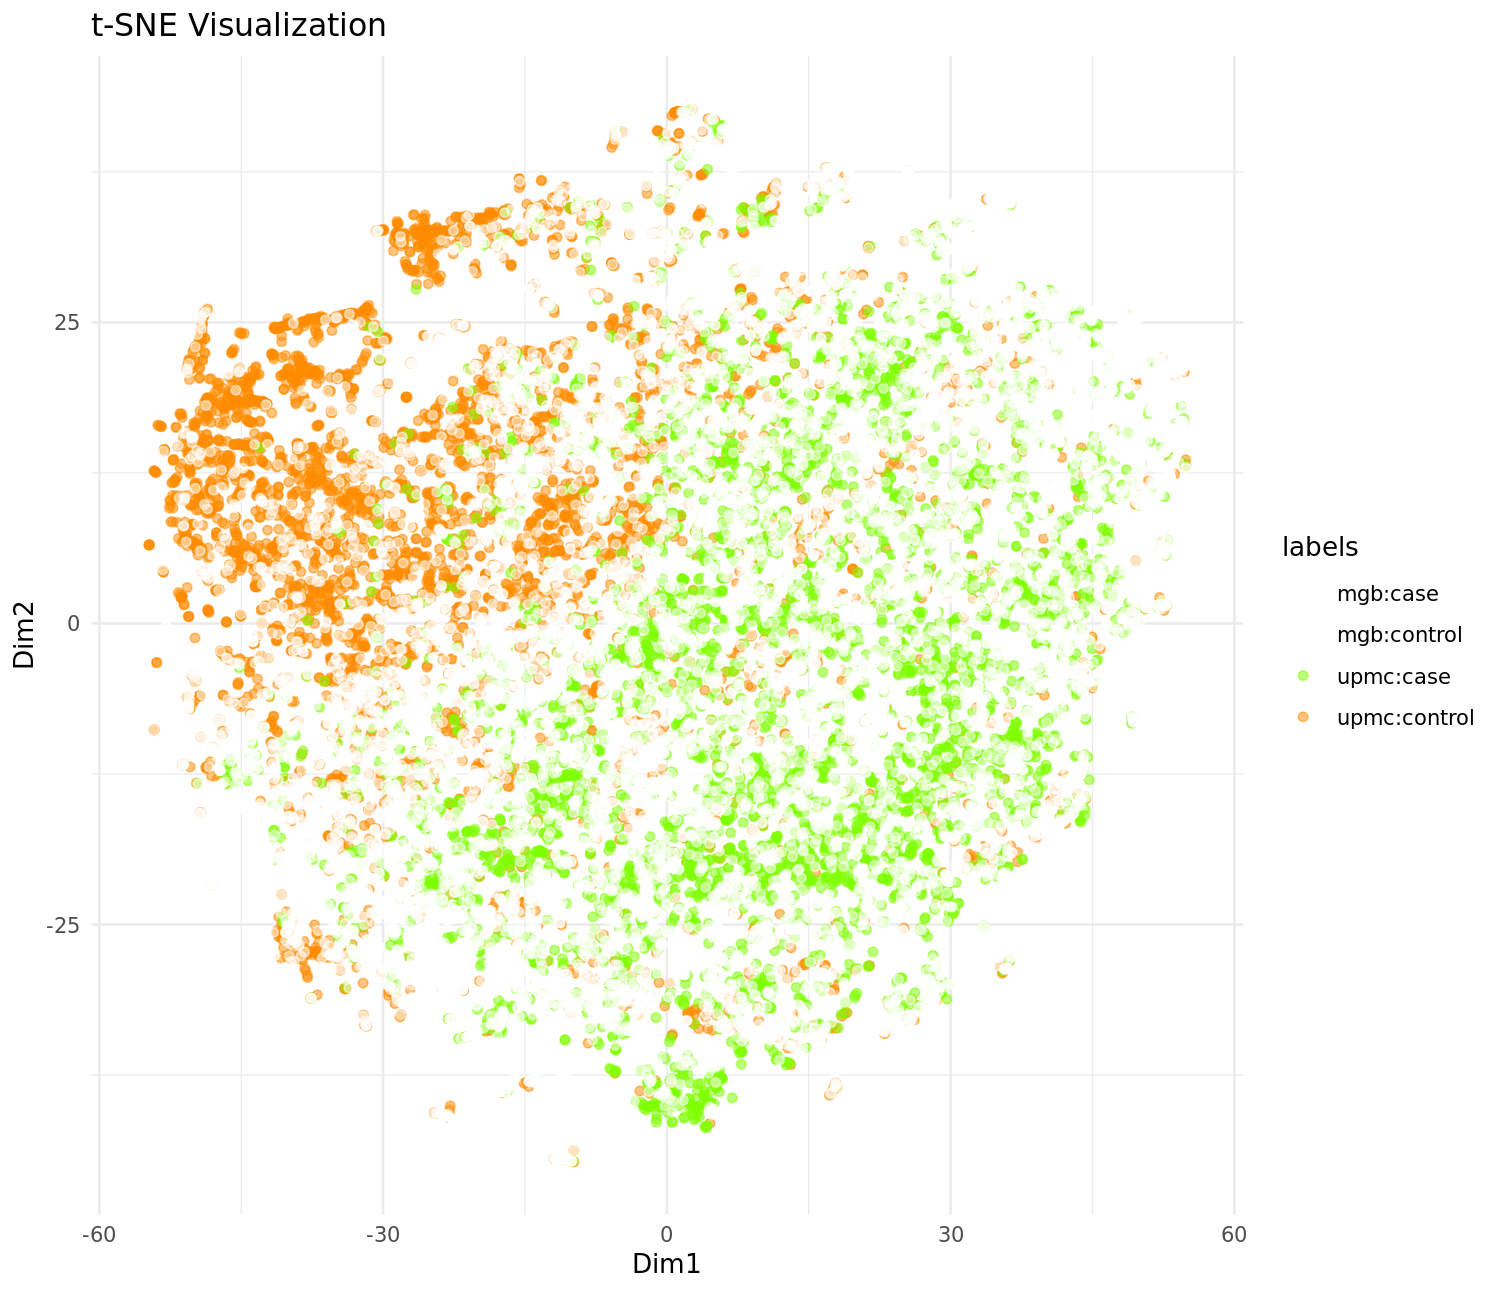 t-SNE Visualization
25
0
-25
-60
-30
0
30
60
Dim1
Dim2
labels
mgb:case
mgb:control
upmc:case
upmc:control